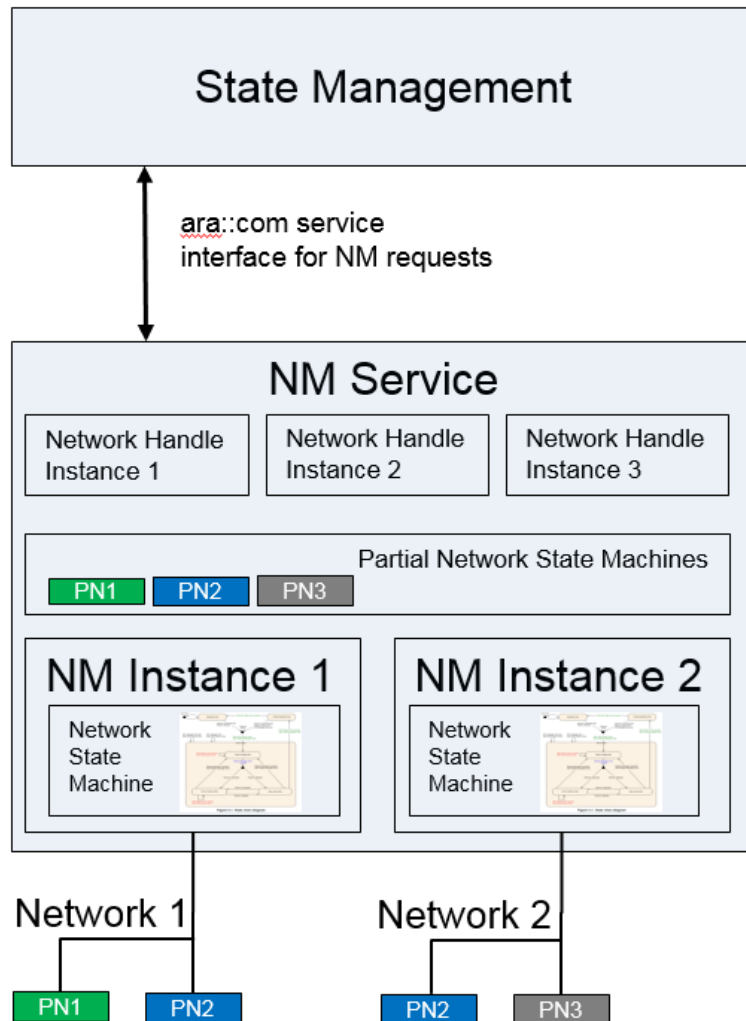 State Management
ara::com service
interface for NM requests
NM Service
Network Handle
Instance 1
Network Handle
Instance 2
Network Handle
Instance 3
Partial Network State Machines
PN1
PN2
PN3
NM Instance 1
Network
State
Machine
NM Instance 2
Network
State
Machine
Network 1
Network 2
PN1
PN2
PN2
PN3